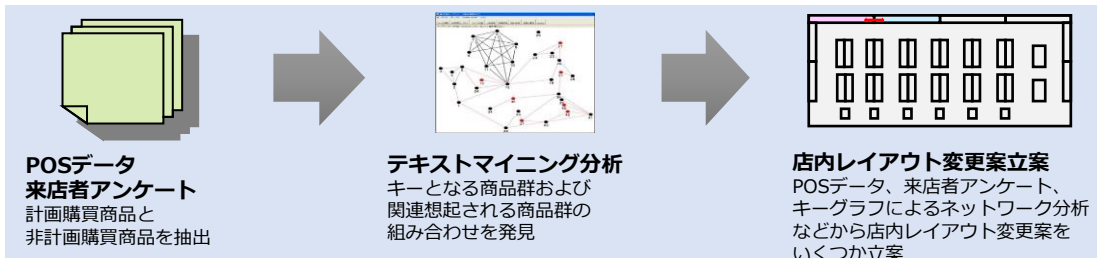 POSデータ
来店者アンケート
計画購買商品と
非計画購買商品を抽出
テキストマイニング分析
キーとなる商品群および
関連想起される商品群の
組み合わせを発見
店内レイアウト変更案立案
POSデータ、来店者アンケート、
キーグラフによるネットワーク分析
などから店内レイアウト変更案を
いくつか立案